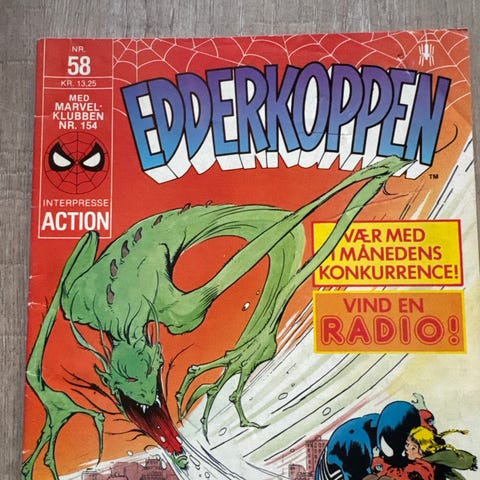 NR.
58
KR. 13,25
MED
MARVEL-
KLUBBEN
NR. 154
INTERPRESSE
ACTION
EDDERKOPPEN
TM
VÆR MED
I MÅNEDENS
KONKURRENCE!
VIND EN
RADIO!